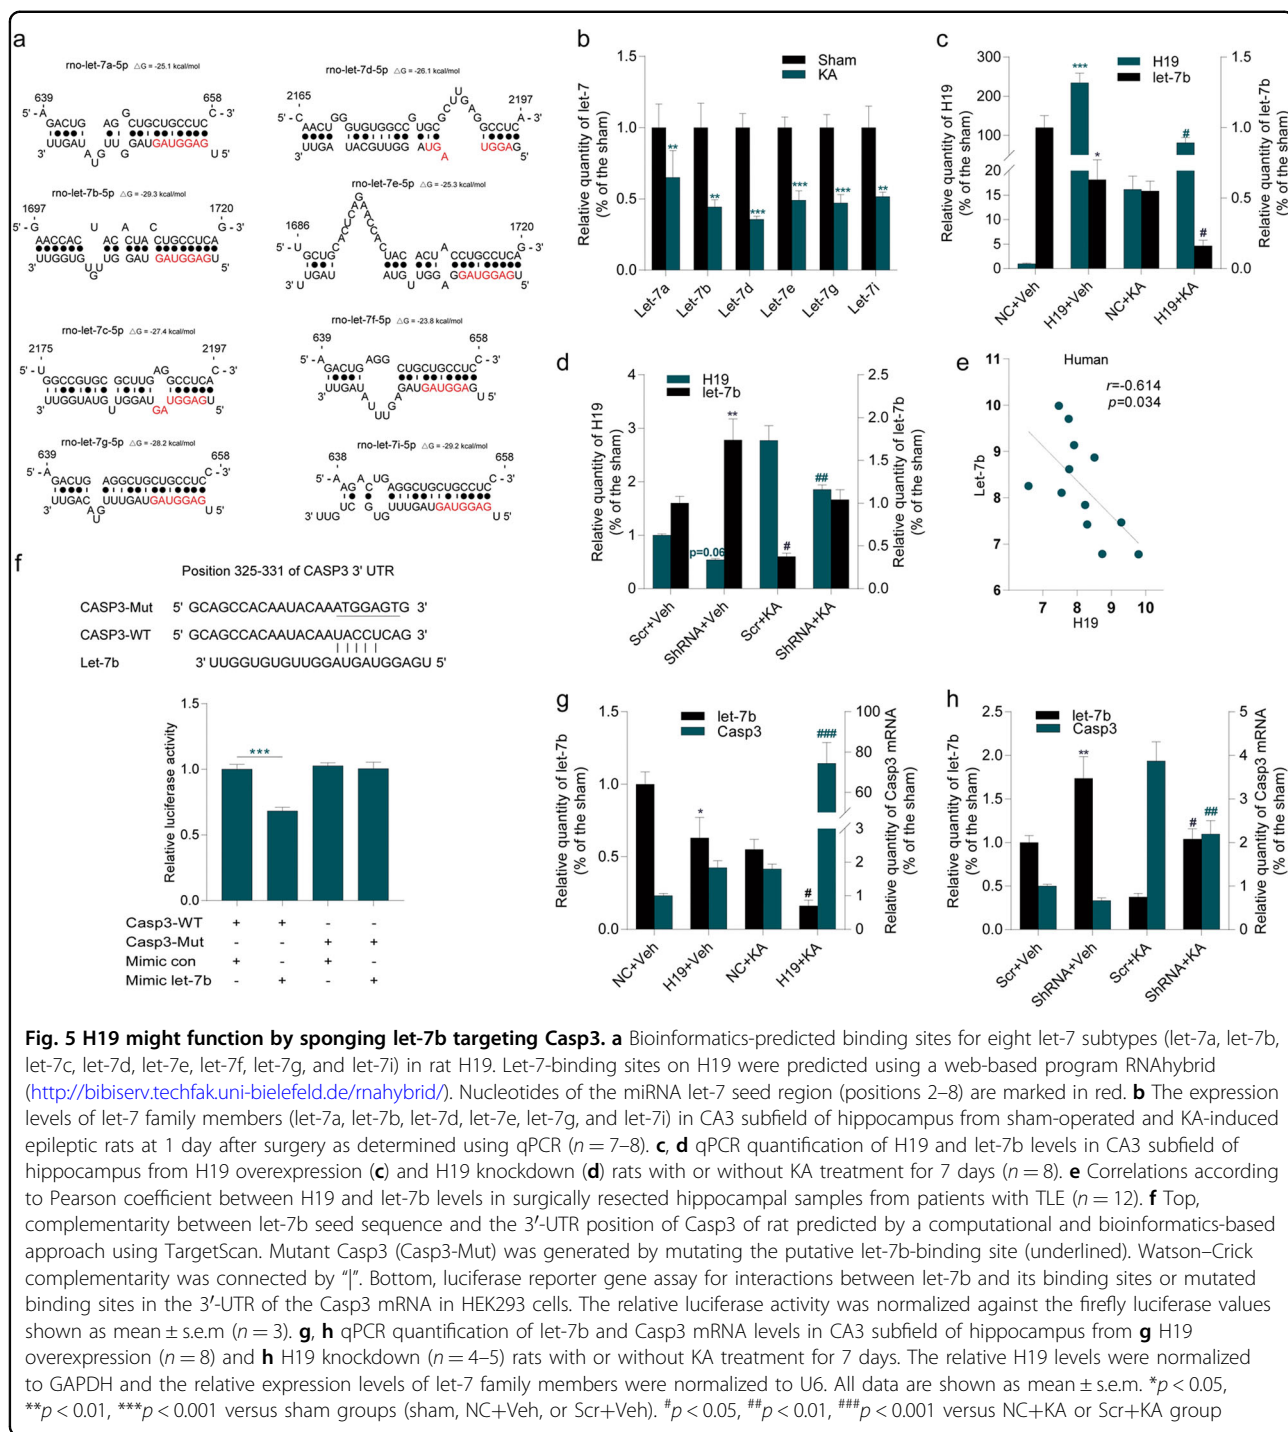 a
rno-let-7a-5p △G = -25.1 kcal/mol
639 658
5' - A G C - 3'
GACUG AG CUGCUGCCUC
UUGAU GUU GAUGAUGGAG
3' A G U U 5'
rno-let-7d-5p △G = -26.1 kcal/mol
2165 2197
5' - C GG A - 3'
AACU GUGUGGCC UGC GCCUC
UUGA UACGUUGG AUG UGGAG
3' A U 5'
rno-let-7b-5p △G = -29.3 kcal/mol
1697 1720
5' - G U A C G - 3'
AACCAC AC CUA CUGCCUCA
UUGGUG UG GAU GAUGGAGU
3' U G U 5'
rno-let-7e-5p △G = -25.3 kcal/mol
1686 1720
5' - U G - 3'
3' 5'
rno-let-7c-5p △G = -27.4 kcal/mol
2175 2197
5' - U AG C - 3'
GGCCGUGC GCUUG GCCUCA
UUGGUAUG UGGAU UGGAGU
3' GA 5'
rno-let-7f-5p △G = -23.8 kcal/mol
639 658
5' - A AGG C - 3'
GACUG CUGCUGCCUC
UUGAU GAUGAUGGA
3' 5'
rno-let-7g-5p △G = -28.2 kcal/mol
639 658
5' - A C - 3'
GACUG AGGCUGCUGCCUC
UUGAC UUUGAUGAUGGAG
3' A U G U 5'
rno-let-7i-5p △G = -29.2 kcal/mol
638 658
5' - A C - 3'
AGGCUGCUGCCUC
UUUGAUGAUGGAG
3' UUG U 5'
b
Relative quantity of let-7
(% of the sham)
1.5
1.0
0.5
0.0
Sham
KA
** ** *** *** *** **
Let-7a Let-7b Let-7d Let-7e Let-7g Let-7i
c
Relative quantity of H19
(% of the sham)
300
200
100
20
15
10
5
0
H19
let-7b
*** * # #
1.5
1.0
0.5
0.0
Relative quantity of let-7b
(% of the sham)
NC+Veh H19+Veh NC+KA H19+KA
d
Relative quantity of H19
(% of the sham)
4
3
2
1
0
H19
let-7b
p=0.06 ** # ##
2.5
2.0
1.5
1.0
0.5
0.0
Relative quantity of let-7b
(% of the sham)
Scr+Veh ShRNA+Veh Scr+KA ShRNA+KA
e
Human
r=-0.614
p=0.034
Let-7b
11
10
9
8
7
6
7 8 9 10
H19
f
Position 325-331 of CASP3 3' UTR
CASP3-Mut 5' GCAGCCACAAUACAAATGGAGTG 3'
CASP3-WT 5' GCAGCCACAAUACAAUACCUCAG 3'
Let-7b 3' UUGGUGUGUUGGAUGAUGGAGU 5'
Relative luciferase activity
1.5
1.0
0.5
0.0
***
Casp3-WT + + - -
Casp3-Mut - - + +
Mimic con + - + -
Mimic let-7b - + - +
g
Relative quantity of let-7b
(% of the sham)
1.5
1.0
0.5
0.0
let-7b
Casp3
* # ###
100
80
60
3
2
1
0
Relative quantity of Casp3 mRNA
(% of the sham)
NC+Veh H19+Veh NC+KA H19+KA
h
Relative quantity of let-7b
(% of the sham)
2.5
2.0
1.5
1.0
0.5
0.0
let-7b
Casp3
** # ##
5
4
3
2
1
0
Relative quantity of Casp3 mRNA
(% of the sham)
Scr+Veh ShRNA+Veh Scr+KA ShRNA+KA
Fig. 5 H19 might function by sponging let-7b targeting Casp3. a Bioinformatics-predicted binding sites for eight let-7 subtypes (let-7a, let-7b,
let-7c, let-7d, let-7e, let-7f, let-7g, and let-7i) in rat H19. Let-7-binding sites on H19 were predicted using a web-based program RNAhybrid
(http://bibiserv.techfak.uni-bielefeld.de/rnahybrid/). Nucleotides of the miRNA let-7 seed region (positions 2–8) are marked in red. b The expression
levels of let-7 family members (let-7a, let-7b, let-7d, let-7e, let-7g, and let-7i) in CA3 subfield of hippocampus from sham-operated and KA-induced
epileptic rats at 1 day after surgery as determined using qPCR (n = 7–8). c, d qPCR quantification of H19 and let-7b levels in CA3 subfield of
hippocampus from H19 overexpression (c) and H19 knockdown (d) rats with or without KA treatment for 7 days (n = 8). e Correlations according
to Pearson coefficient between H19 and let-7b levels in surgically resected hippocampal samples from patients with TLE (n = 12). f Top,
complementarity between let-7b seed sequence and the 3′-UTR position of Casp3 of rat predicted by a computational and bioinformatics-based
approach using TargetScan. Mutant Casp3 (Casp3-Mut) was generated by mutating the putative let-7b-binding site (underlined). Watson–Crick
complementarity was connected by “|”. Bottom, luciferase reporter gene assay for interactions between let-7b and its binding sites or mutated
binding sites in the 3′-UTR of the Casp3 mRNA in HEK293 cells. The relative luciferase activity was normalized against the firefly luciferase values
shown as mean ± s.e.m (n = 3). g, h qPCR quantification of let-7b and Casp3 mRNA levels in CA3 subfield of hippocampus from g H19
overexpression (n = 8) and h H19 knockdown (n = 4–5) rats with or without KA treatment for 7 days. The relative H19 levels were normalized
to GAPDH and the relative expression levels of let-7 family members were normalized to U6. All data are shown as mean ± s.e.m. *p < 0.05,
**p < 0.01, ***p < 0.001 versus sham groups (sham, NC+Veh, or Scr+Veh). #p < 0.05, ##p < 0.01, ###p < 0.001 versus NC+KA or Scr+KA group